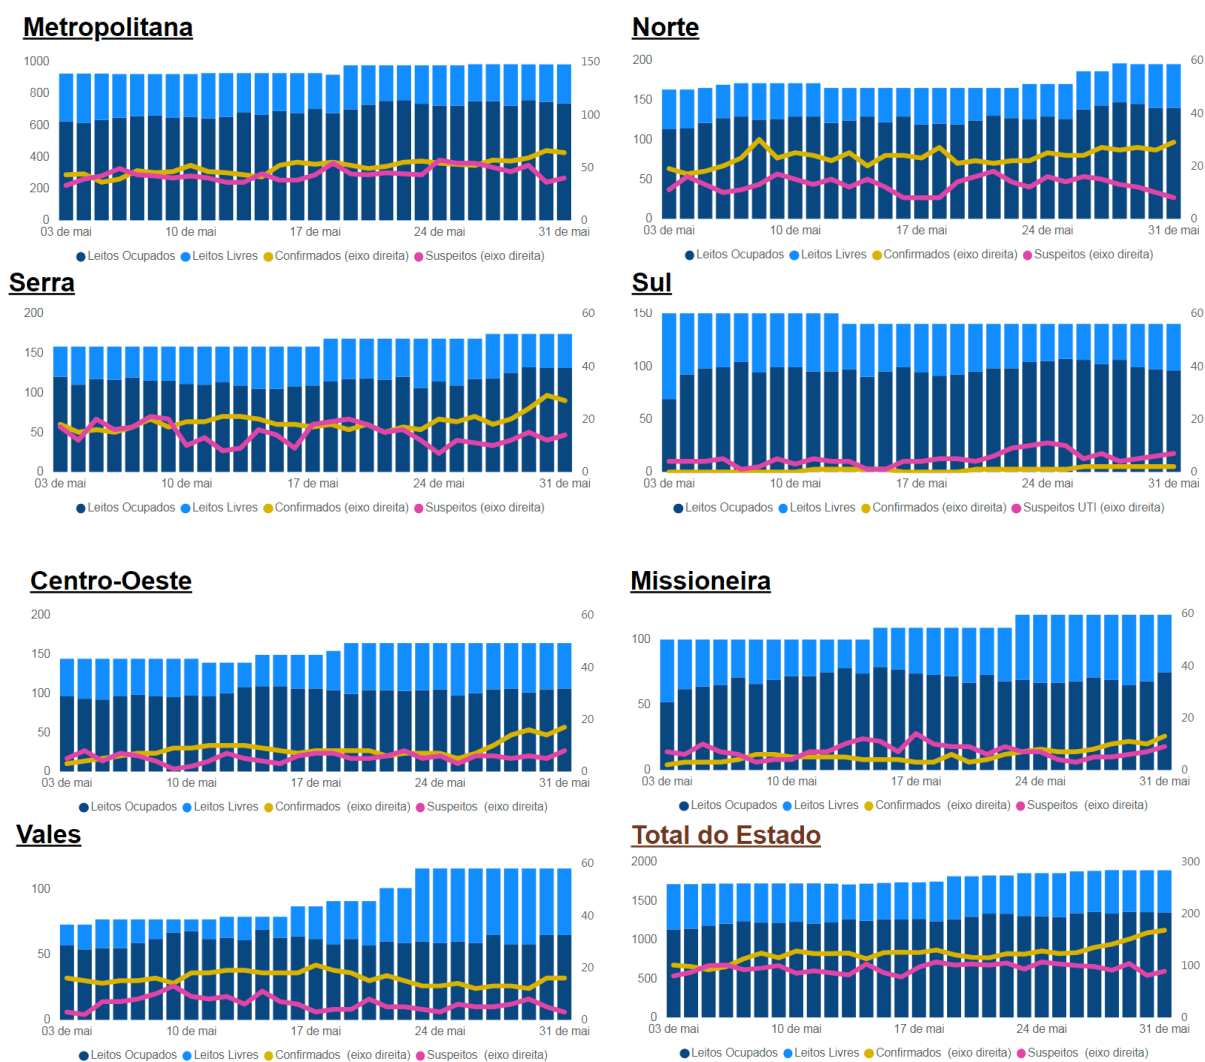 Metropolitana
1000
800
600
400
200
0
150
100
50
0
03 de mai 10 de mai 17 de mai 24 de mai 31 de mai
Leitos Ocupados Leitos Livres Confirmados (eixo direita) Suspeitos (eixo direita)
Norte
200
150
100
50
0
60
40
20
0
03 de mai 10 de mai 17 de mai 24 de mai 31 de mai
Leitos Ocupados Leitos Livres Confirmados (eixo direita) Suspeitos (eixo direita)
Serra
200
150
100
50
0
60
40
20
0
03 de mai 10 de mai 17 de mai 24 de mai 31 de mai
Leitos Ocupados Leitos Livres Confirmados (eixo direita) Suspeitos (eixo direita)
Sul
150
100
50
0
60
40
20
0
03 de mai 10 de mai 17 de mai 24 de mai 31 de mai
Leitos Ocupados Leitos Livres Confirmados (eixo direita) Suspeitos UTI (eixo direita)
Centro-Oeste
200
150
100
50
0
60
40
20
0
03 de mai 10 de mai 17 de mai 24 de mai 31 de mai
Leitos Ocupados Leitos Livres Confirmados (eixo direita) Suspeitos (eixo direita)
Missioneira
100
50
0
60
40
20
0
03 de mai 10 de mai 17 de mai 24 de mai 31 de mai
Leitos Ocupados Leitos Livres Confirmados (eixo direita) Suspeitos (eixo direita)
Vales
100
50
0
60
40
20
0
03 de mai 10 de mai 17 de mai 24 de mai 31 de mai
Leitos Ocupados Leitos Livres Confirmados (eixo direita) Suspeitos (eixo direita)
Total do Estado
2000
1500
1000
500
0
300
200
100
0
03 de mai 10 de mai 17 de mai 24 de mai 31 de mai
Leitos Ocupados Leitos Livres Confirmados (eixo direita) Suspeitos (eixo direita)